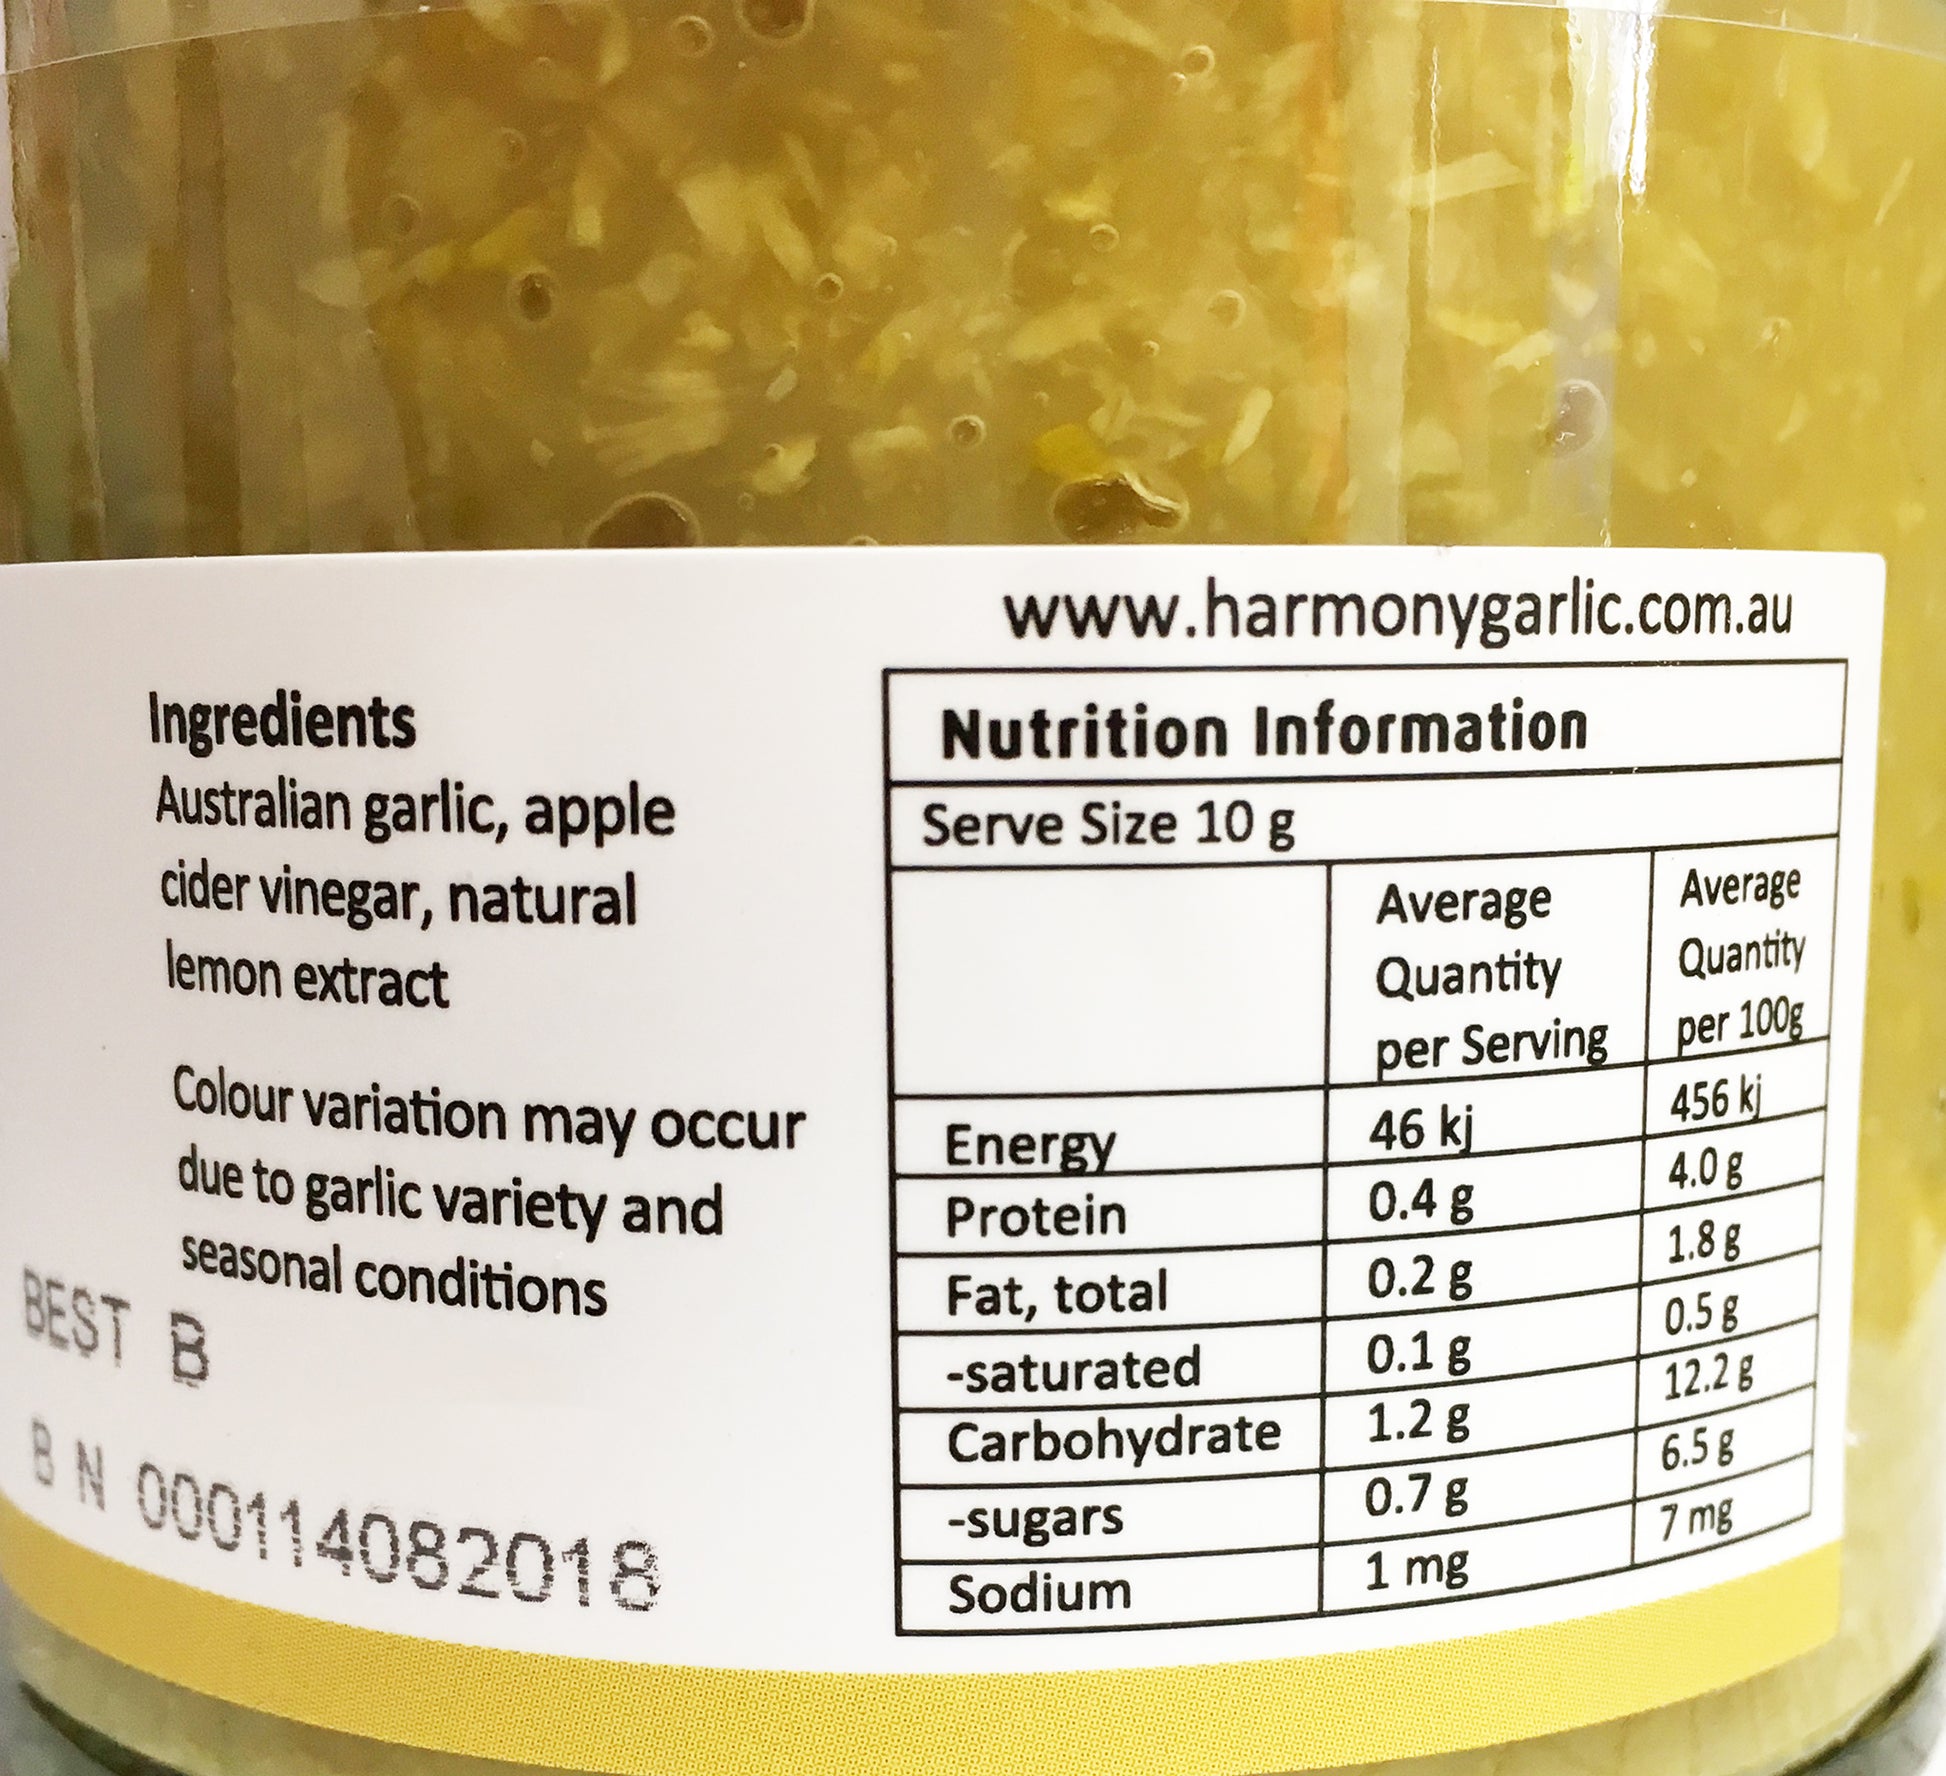 www.harmonygarlic.com.au
Ingredients
Australian garlic, apple
cider vinegar, natural
lemon extract
Colour variation may occur
due to garlic variety and
seasonal conditions
BEST B
B N 000114082018
Nutrition Information
Serve Size 10 g
Average Quantity per Serving Average Quantity per 100g
Energy 46 kj 456 kj
Protein 0.4 g 4.0 g
Fat, total 0.2 g 1.8 g
-saturated 0.1 g 0.5 g
Carbohydrate 1.2 g 12.2 g
-sugars 0.7 g 6.5 g
Sodium 1 mg 7 mg